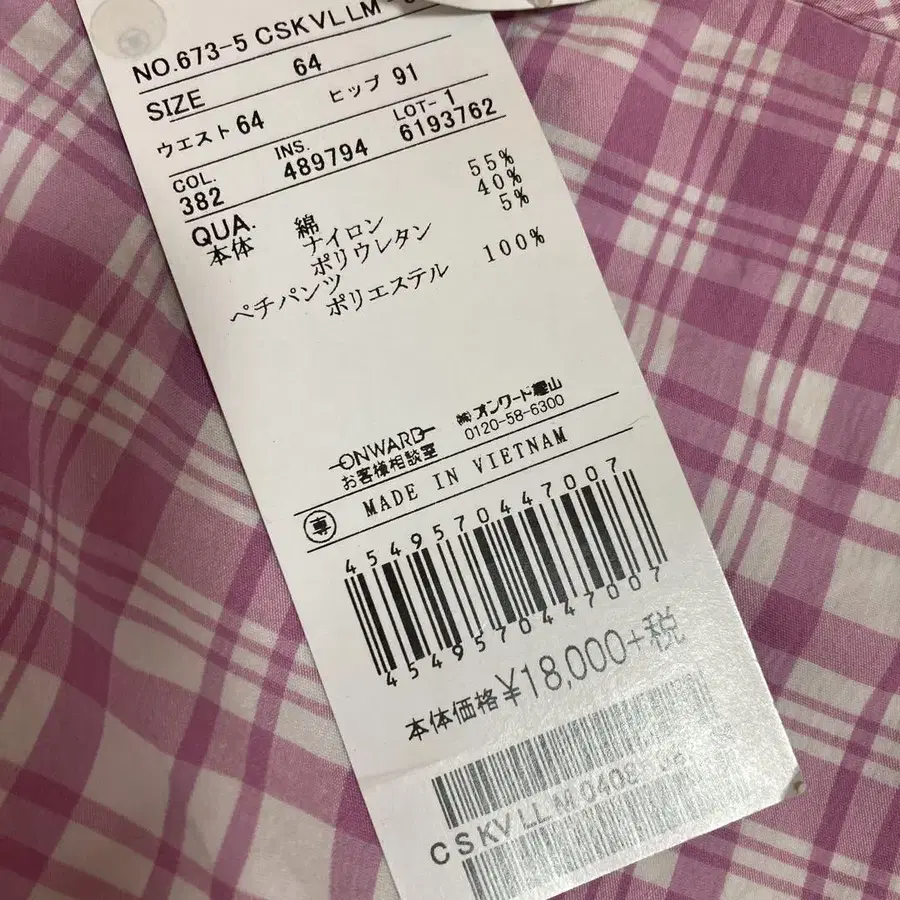 NO.673-5 CSKVLLM
SIZE 64
ウエスト 64 ヒップ 91
COL. INS. LOT-1
382 489794 6193762
QUA.
本体 綿 55%
ナイロン 40%
ポリウレタン 5%
ペチパンツ
ポリエステル 100%
ONWARD ㈱オンワード樫山
お客様相談室 0120-58-6300
専 MADE IN VIETNAM
4549570447007
4549570447007
本体価格¥18,000+税
CSKVLLM0408